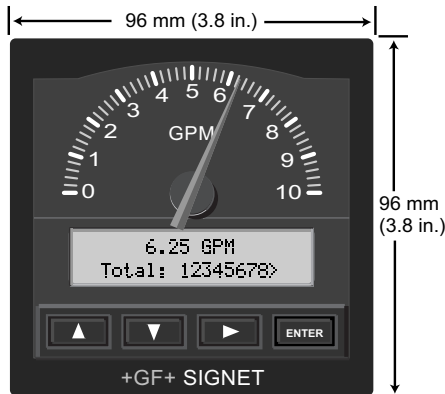 96 mm (3.8 in.)
0 1 2 3 4 5 6 7 8 9 10
GPM
6.25 GPM
Total: 12345678>
ENTER
+GF+ SIGNET
96 mm
(3.8 in.)